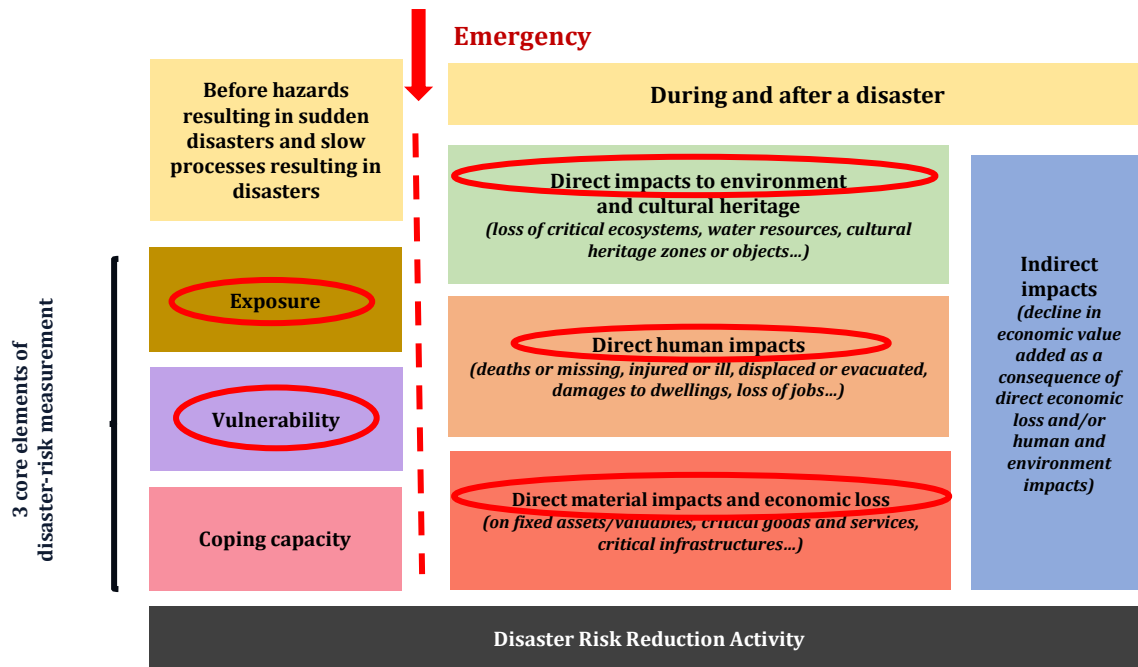 Emergency
Before hazards
resulting in sudden
disasters and slow
processes resulting in
disasters
During and after a disaster
3 core elements of
disaster-risk measurement
Exposure
Vulnerability
Coping capacity
Direct impacts to environment
and cultural heritage
(loss of critical ecosystems, water resources, cultural
heritage zones or objects…)
Direct human impacts
(deaths or missing, injured or ill, displaced or evacuated,
damages to dwellings, loss of jobs…)
Direct material impacts and economic loss
(on fixed assets/valuables, critical goods and services,
critical infrastructures…)
Indirect
impacts
(decline in
economic value
added as a
consequence of
direct economic
loss and/or
human and
environment
impacts)
Disaster Risk Reduction Activity